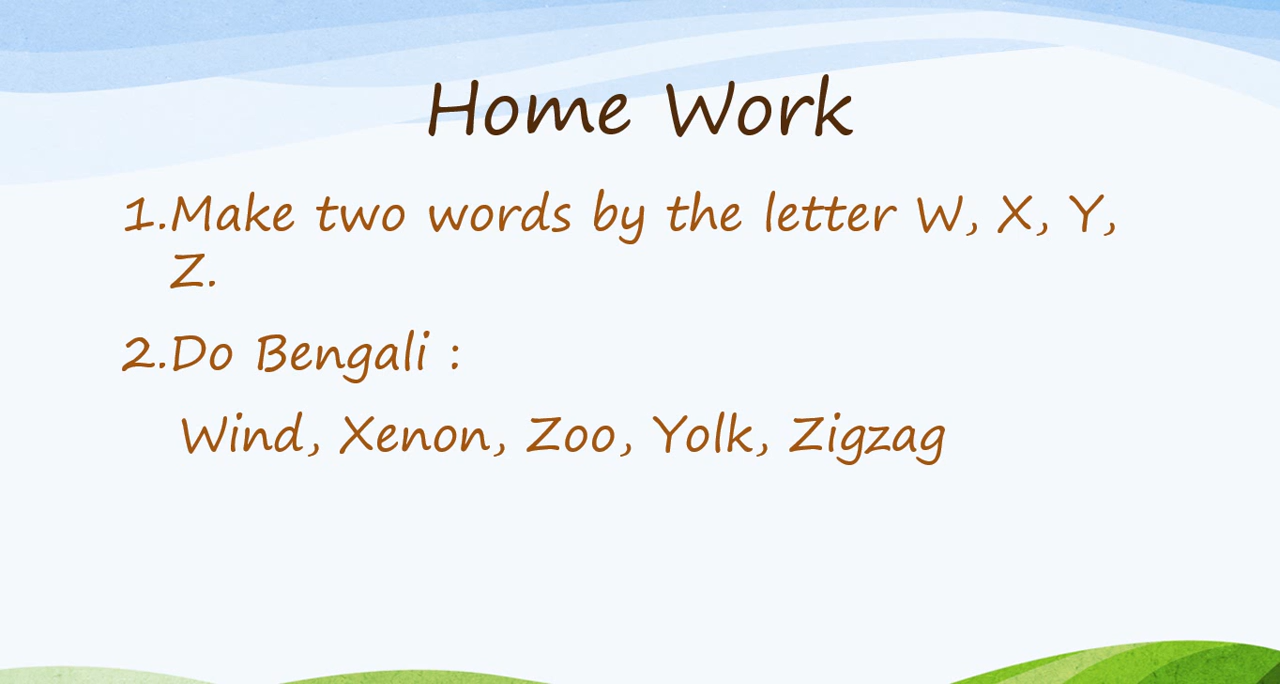 Home Work
1.Make two words by the letter W, X, Y,
Z.
2.Do Bengali :
Wind, Xenon, Zoo, Yolk, Zigzag